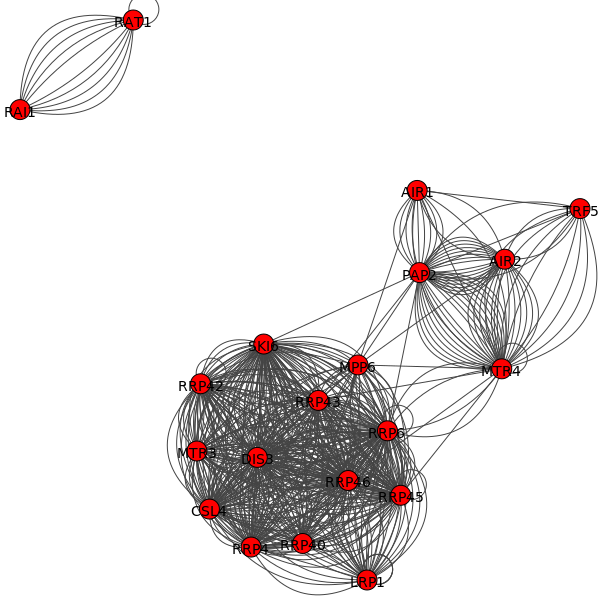 RAT1
RAI1
AIR1
TRF5
AIR2
PAP2
SKI6
MPP6
MTR4
RRP42
RRP43
RRP6
MTR3
DIS3
RRP46
RRP45
CSL4
RRP4
RRP40
LRP1